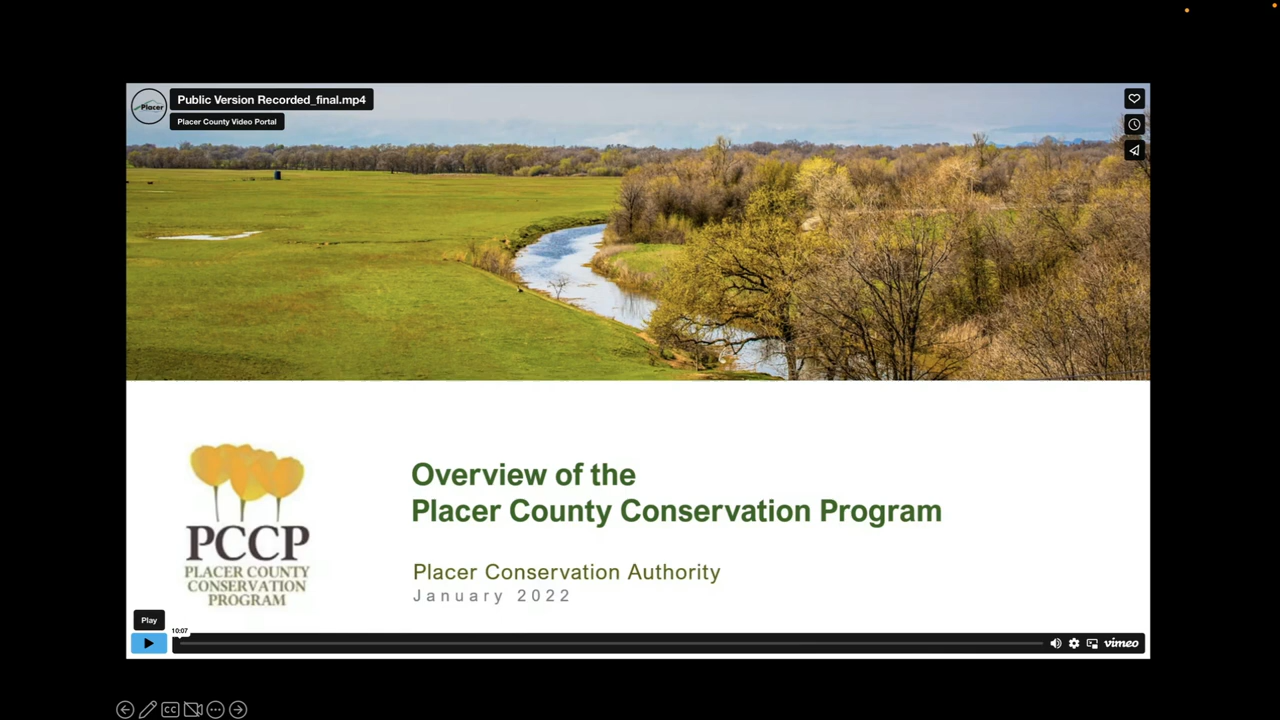 Placer
Public Version Recorded_final.mp4
Placer County Video Portal
PCCP
PLACER COUNTY
CONSERVATION
PROGRAM
Overview of the
Placer County Conservation Program
Placer Conservation Authority
January 2022
Play
10:07
vimeo
CC